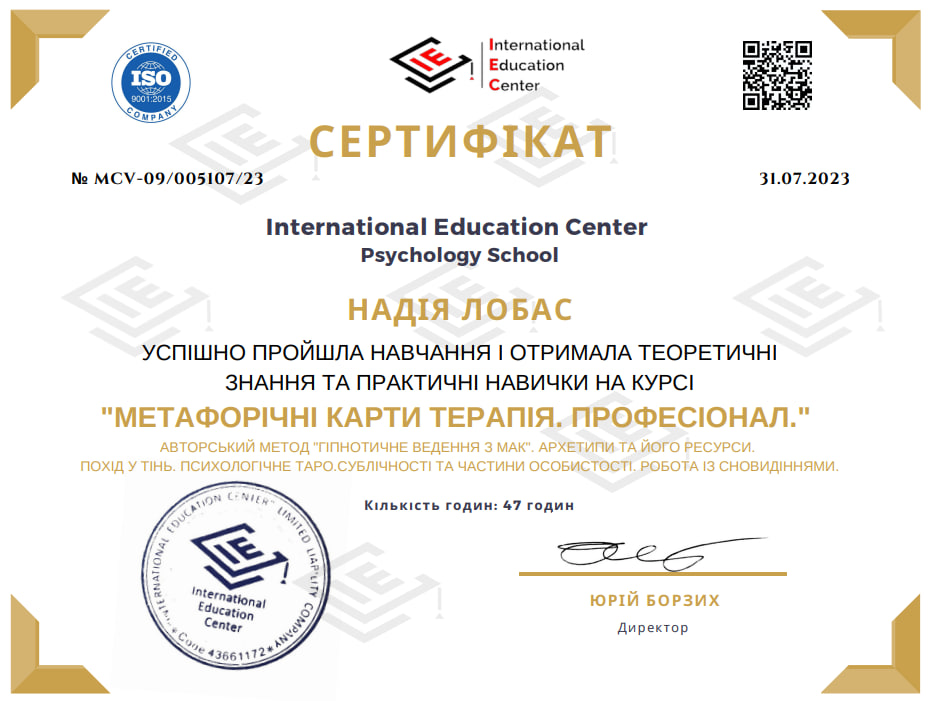 CERTIFIED
ISO
9001:2015
COMPANY
IE
International
Education
Center
СЕРТИФІКАТ
№ MCV-09/005107/23
31.07.2023
International Education Center
Psychology School
НАДІЯ ЛОБАС
УСПІШНО ПРОЙШЛА НАВЧАННЯ І ОТРИМАЛА ТЕОРЕТИЧНІ
ЗНАННЯ ТА ПРАКТИЧНІ НАВИЧКИ НА КУРСІ
"МЕТАФОРІЧНІ КАРТИ ТЕРАПІЯ. ПРОФЕСІОНАЛ."
АВТОРСЬКИЙ МЕТОД "ГІПНОТИЧНЕ ВЕДЕННЯ З МАК". АРХЕТИПИ ТА ЙОГО РЕСУРСИ.
ПОХІД У ТІНЬ. ПСИХОЛОГІЧНЕ ТАРО.СУБЛІЧНОСТІ ТА ЧАСТИНИ ОСОБИСТОСТІ. РОБОТА ІЗ СНОВИДІННЯМИ.
Кількість годин: 47 годин
"INTERNATIONAL EDUCATION CENTER" LIMITED LIABILITY COMPANY
IE
International
Education
Center
* Code 43661172 *
ЮРІЙ БОРЗИХ
Директор